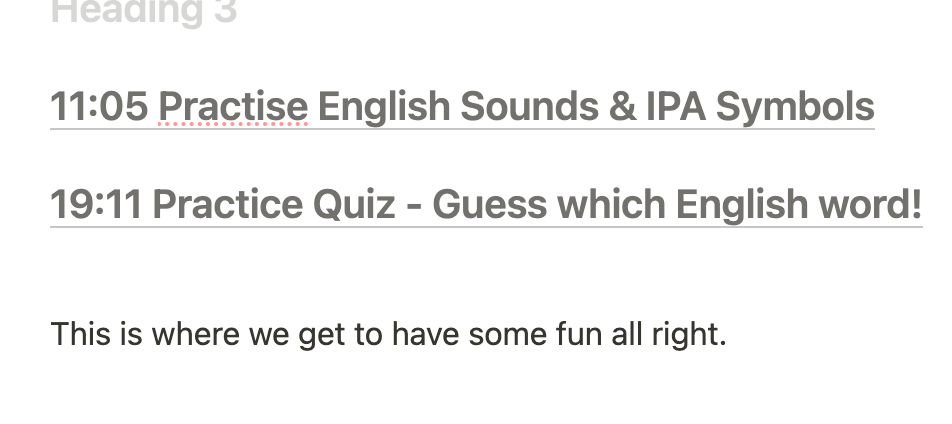 Heading 3
11:05 Practise English Sounds & IPA Symbols
19:11 Practice Quiz - Guess which English word!
This is where we get to have some fun all right.